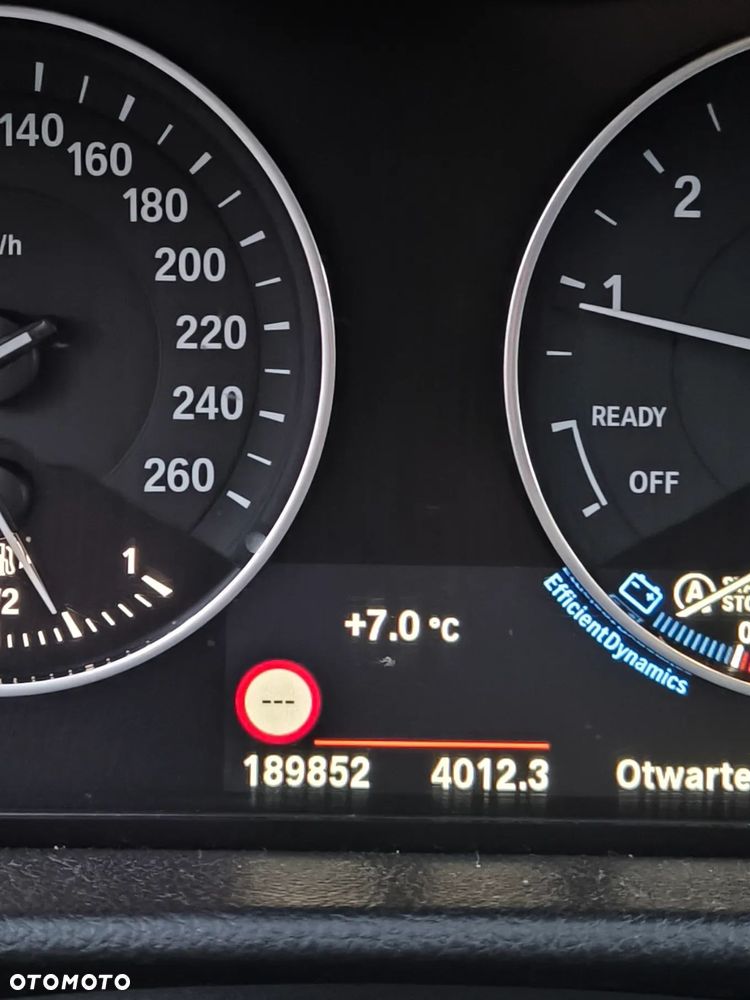 140
160
180
/h
200
220
240
260
1
/2
2
1
READY
OFF
+7.0 °C
A
EfficientDynamics
---
189852 4012.3 Otwarte
OTOMOTO